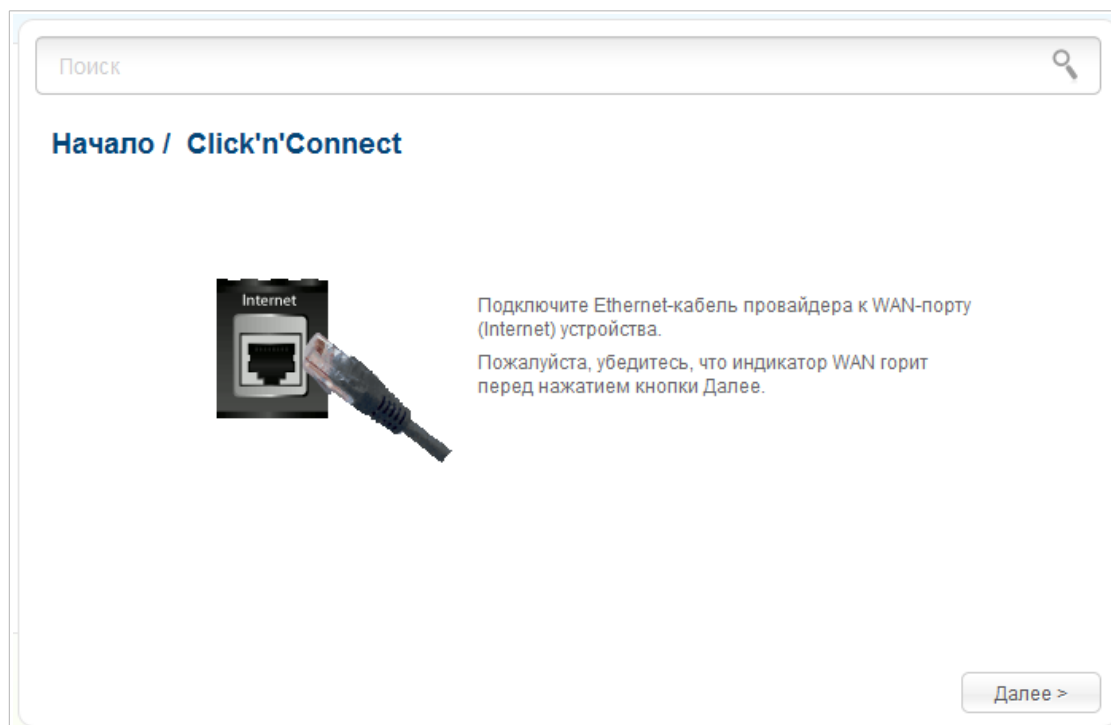 Поиск
Начало / Click'n'Connect
Internet
Подключите Ethernet-кабель провайдера к WAN-порту
(Internet) устройства.
Пожалуйста, убедитесь, что индикатор WAN горит
перед нажатием кнопки Далее.
Далее >